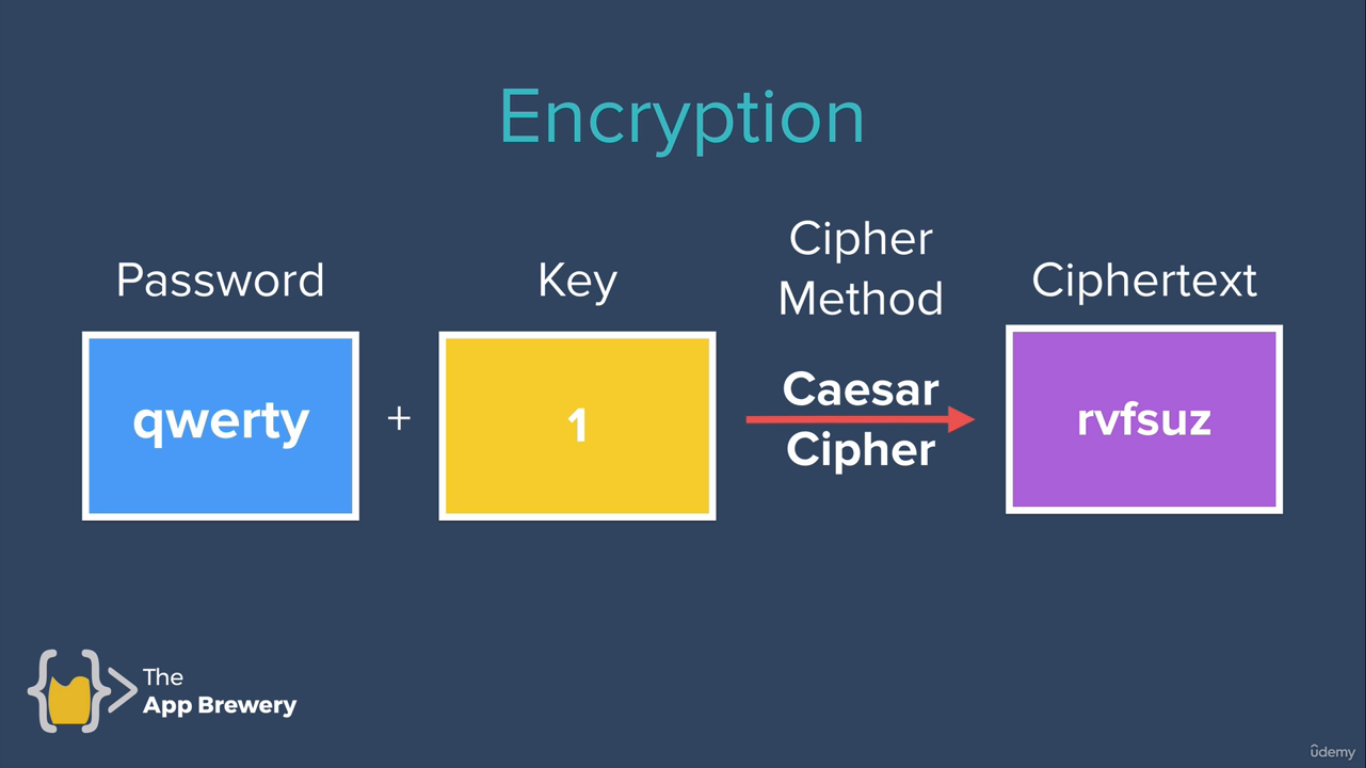 Encryption
Password
Key
Cipher
Method
Ciphertext
qwerty
+
1
Caesar
Cipher
rvfsuz
The
App Brewery
ûdemy